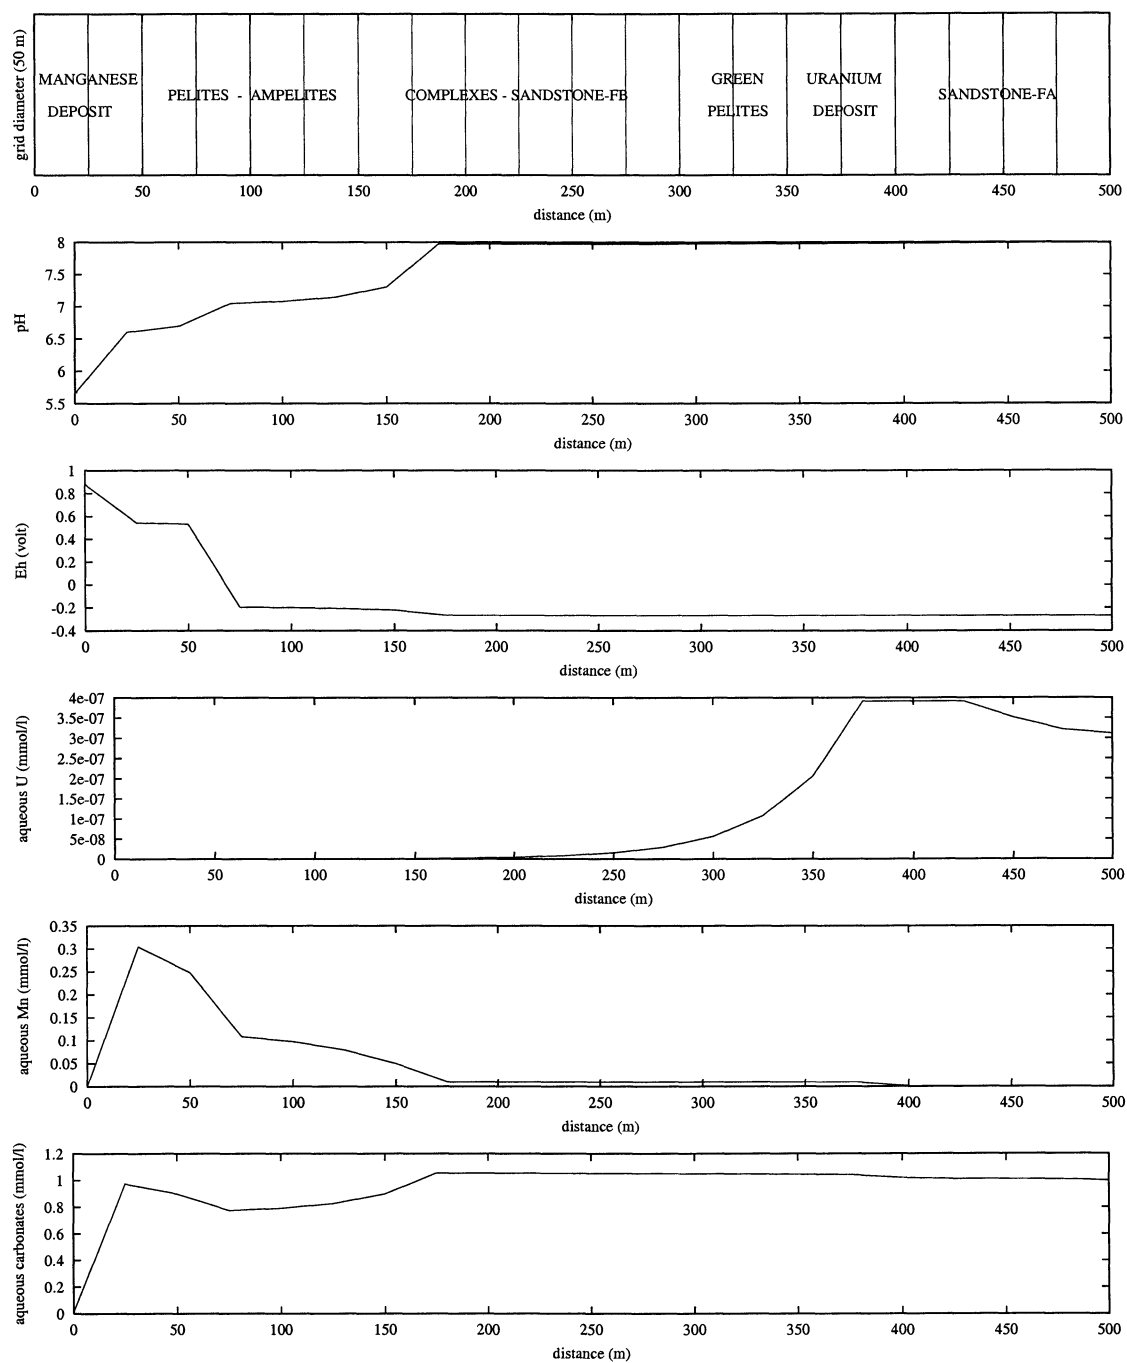 grid diameter (50 m)
MANGANESE
DEPOSIT
PELITES - AMPELITES
COMPLEXES - SANDSTONE-FB
GREEN
PELITES
URANIUM
DEPOSIT
SANDSTONE-FA
0 50 100 150 200 250 300 350 400 450 500
distance (m)
pH
8
7.5
7
6.5
6
5.5
0 50 100 150 200 250 300 350 400 450 500
distance (m)
Eh (volt)
1
0.8
0.6
0.4
0.2
0
-0.2
-0.4
0 50 100 150 200 250 300 350 400 450 500
distance (m)
aqueous U (mmol/l)
4e-07
3.5e-07
3e-07
2.5e-07
2e-07
1.5e-07
1e-07
5e-08
0
0 50 100 150 200 250 300 350 400 450 500
distance (m)
aqueous Mn (mmol/l)
0.35
0.3
0.25
0.2
0.15
0.1
0.05
0
0 50 100 150 200 250 300 350 400 450 500
distance (m)
aqueous carbonates (mmol/l)
1.2
1
0.8
0.6
0.4
0.2
0
0 50 100 150 200 250 300 350 400 450 500
distance (m)